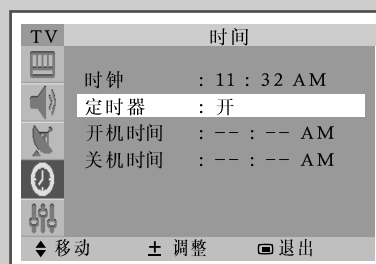 TV 时间
时钟 : 11 : 32 AM
定时器 : 开
开机时间 : -- : -- AM
关机时间 : -- : -- AM
移动 ± 调整 退出